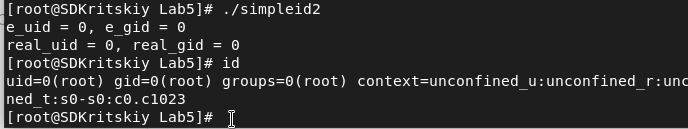 [root@SDKritskiy Lab5]# ./simpleid2
e_uid = 0, e_gid = 0
real_uid = 0, real_gid = 0
[root@SDKritskiy Lab5]# id
uid=0(root) gid=0(root) groups=0(root) context=unconfined_u:unconfined_r:unc
ned_t:s0-s0:c0.c1023
[root@SDKritskiy Lab5]#